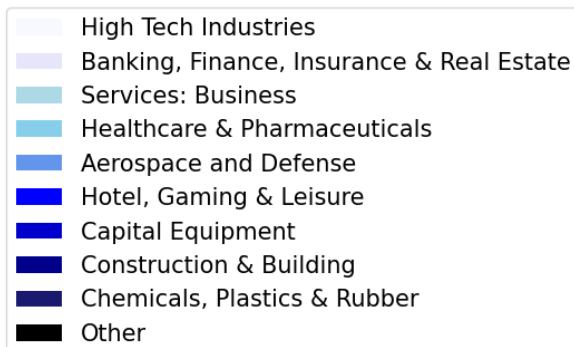 High Tech Industries
Banking, Finance, Insurance & Real Estate
Services: Business
Healthcare & Pharmaceuticals
Aerospace and Defense
Hotel, Gaming & Leisure
Capital Equipment
Construction & Building
Chemicals, Plastics & Rubber
Other